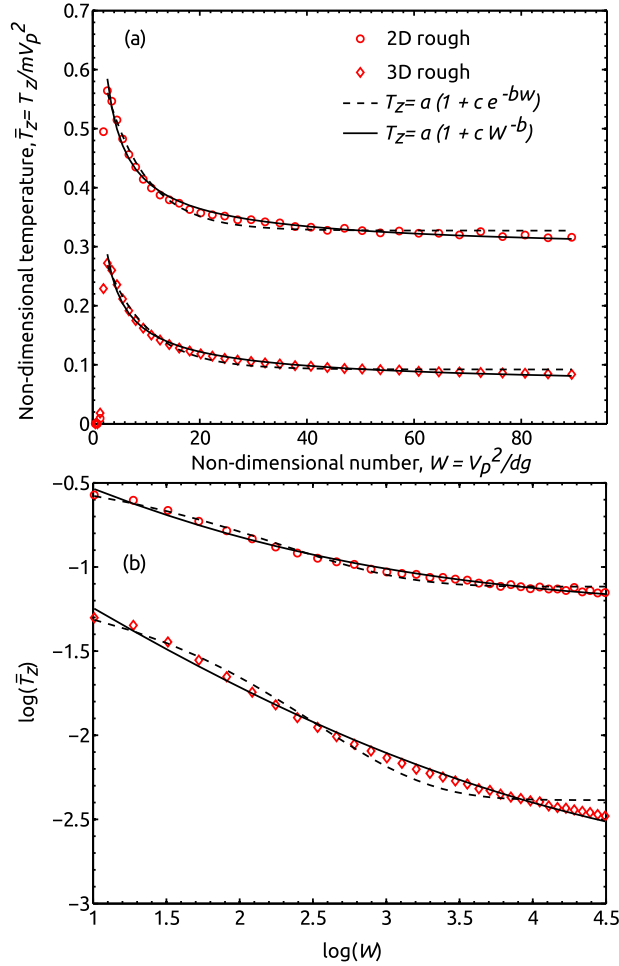 0.7
(a)
2D rough
0.6
3D rough
T_z= a (1 + c e^-bw)
0.5
T_z= a (1 + c W^-b)
0.4
0.3
0.2
0.1
0
0 20 40 60 80
Non-dimensional temperature, T̿_z= T_z/mV_p^2
Non-dimensional number, W = V_p^2/dg
−0.5
(b)
−1
−1.5
−2
−2.5
−3
1 1.5 2 2.5 3 3.5 4 4.5
log(T̿_z)
log(W)